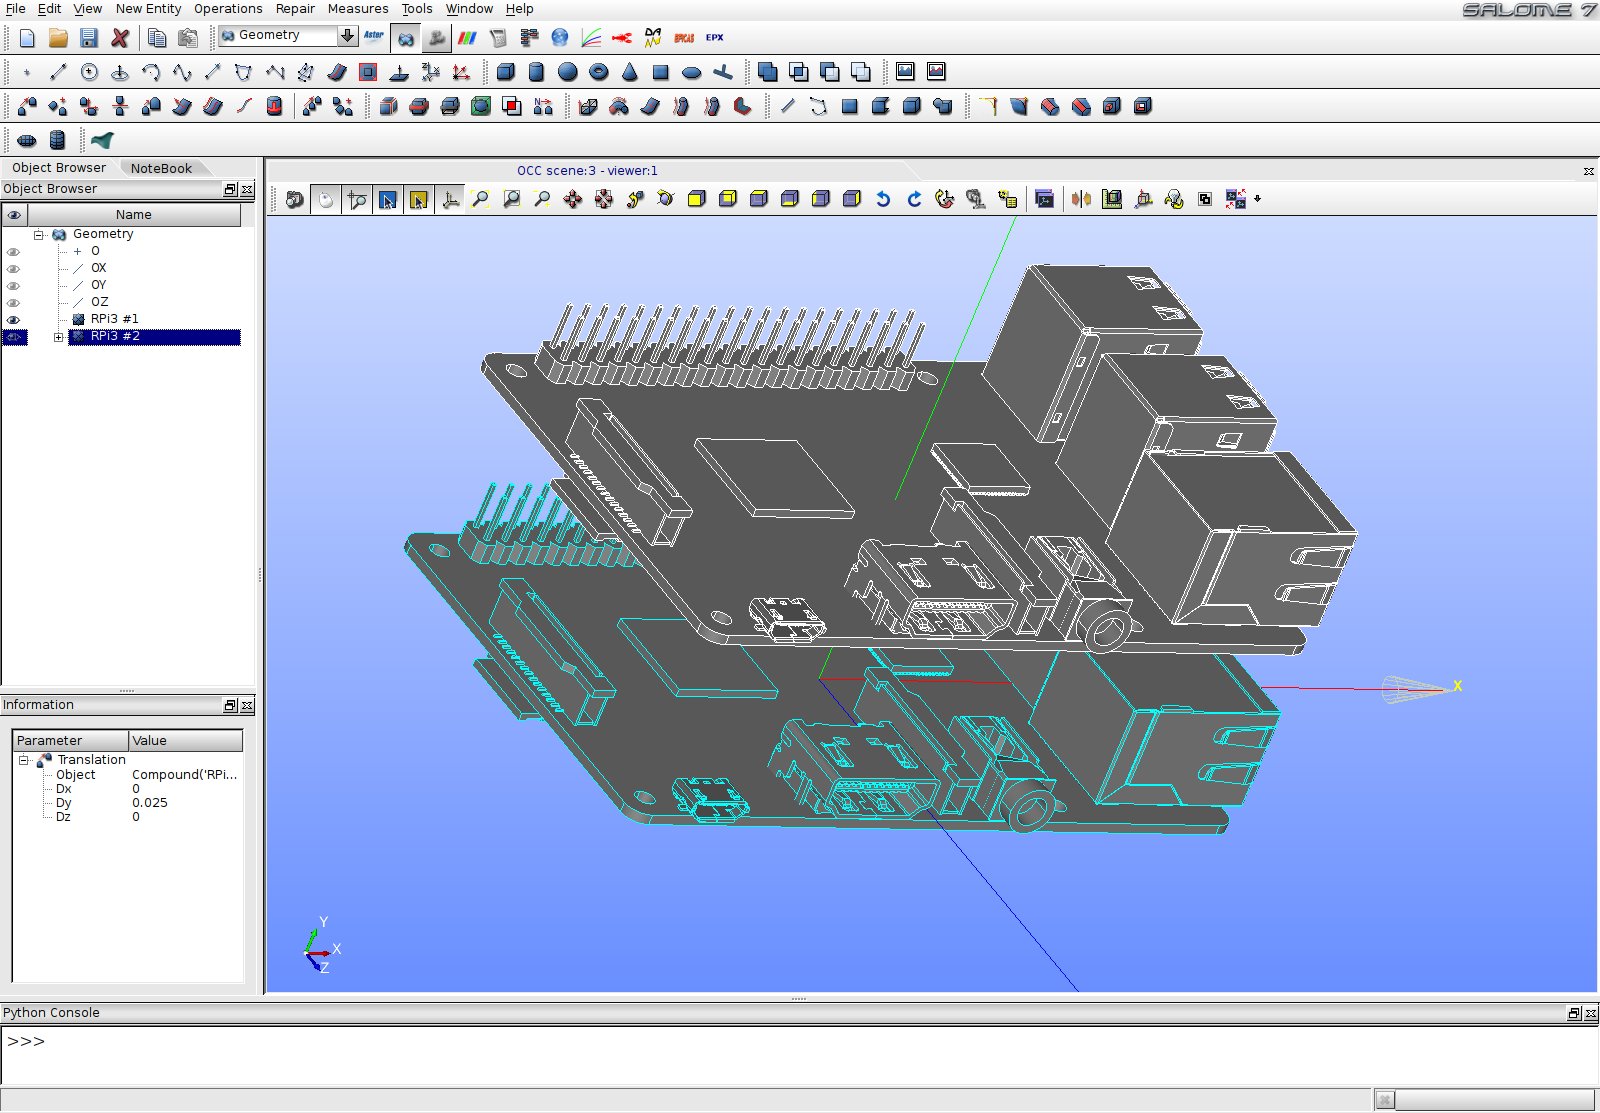 File Edit View New Entity Operations Repair Measures Tools Window Help
SALOME 7
Geometry
Aster
EFICAS
EPX
Object Browser NoteBook
Object Browser
Name
Geometry
O
OX
OY
OZ
RPi3 #1
RPi3 #2
OCC scene:3 - viewer:1
X
Y
X
Z
Information
Parameter Value
Translation
Object Compound('RPi...
Dx 0
Dy 0.025
Dz 0
Python Console
>>>